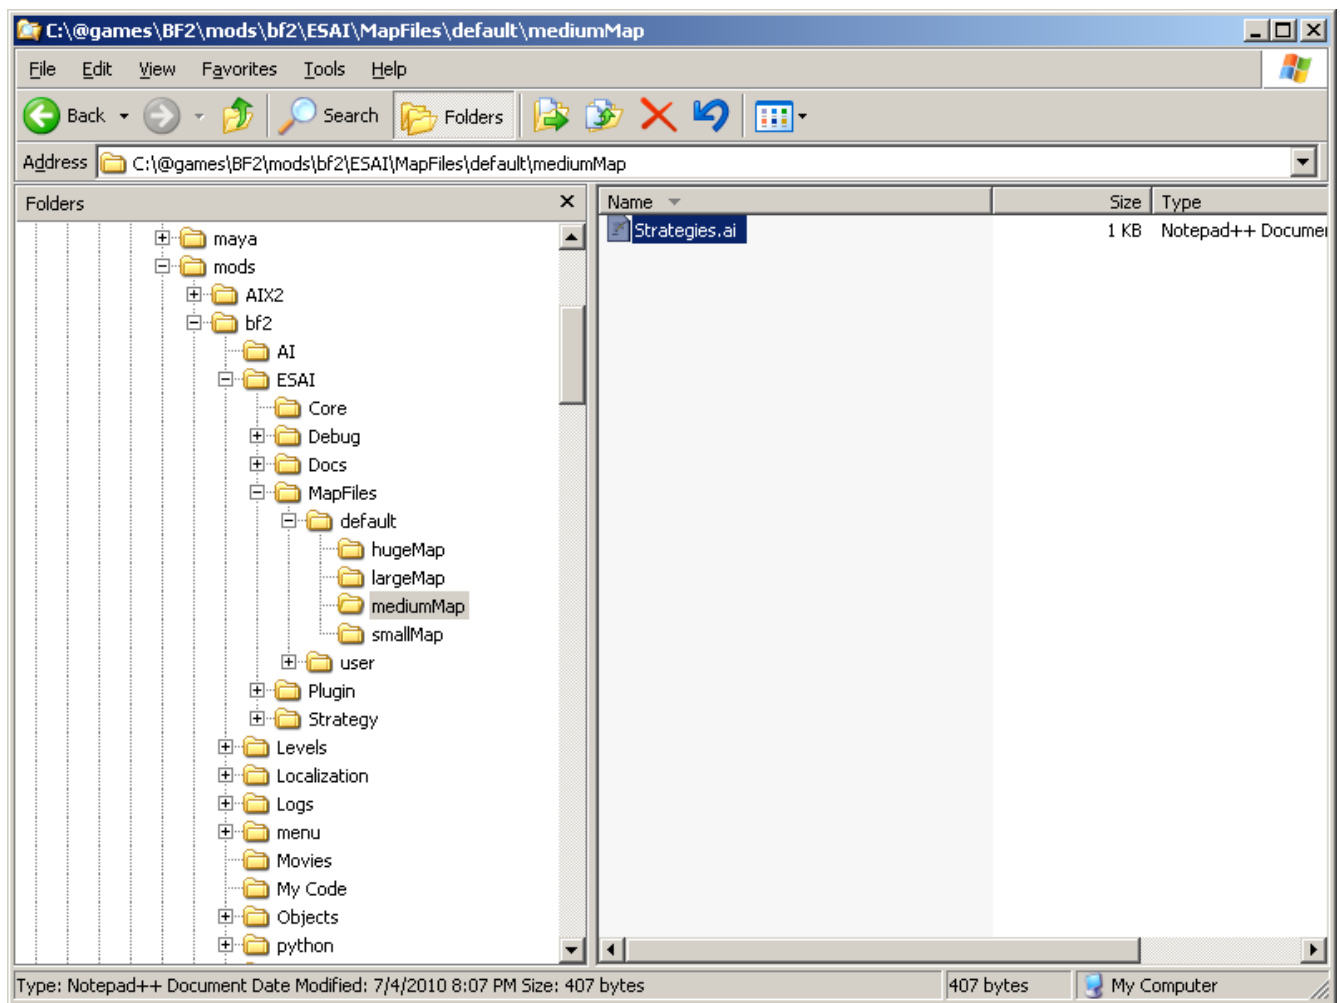 C:\@games\BF2\mods\bf2\ESAI\MapFiles\default\mediumMap
File Edit View Favorites Tools Help
Back Search Folders
Address C:\@games\BF2\mods\bf2\ESAI\MapFiles\default\mediumMap
Folders x Name Size Type
Strategies.ai 1 KB Notepad++ Documen
maya
mods
AIX2
bf2
AI
ESAI
Core
Debug
Docs
MapFiles
default
hugeMap
largeMap
mediumMap
smallMap
user
Plugin
Strategy
Levels
Localization
Logs
menu
Movies
My Code
Objects
python
Type: Notepad++ Document Date Modified: 7/4/2010 8:07 PM Size: 407 bytes 407 bytes My Computer